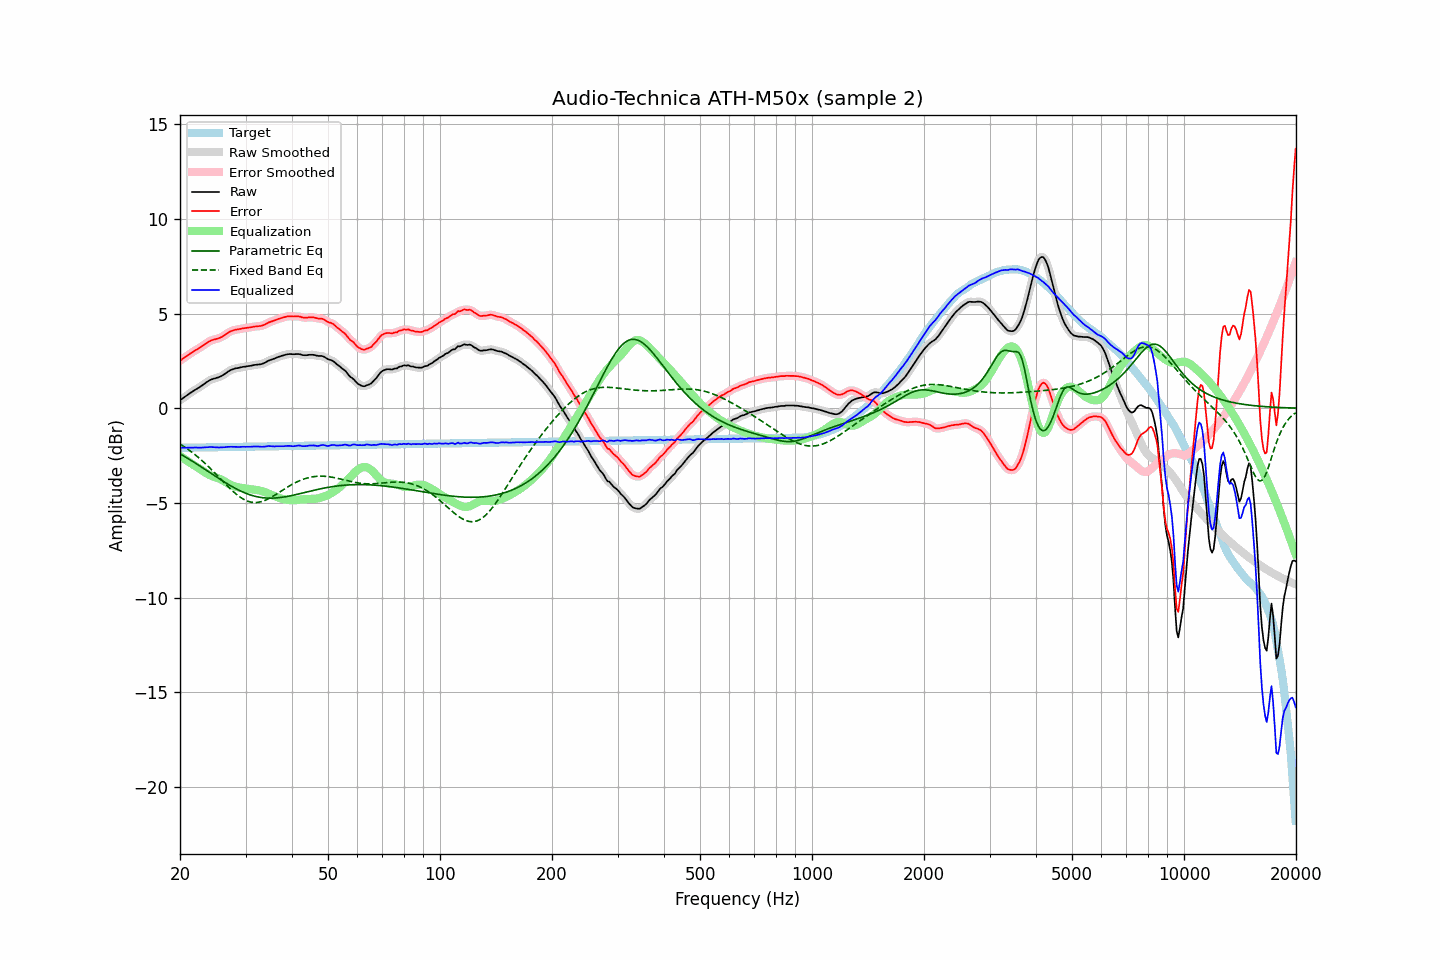 Audio-Technica ATH-M50x (sample 2)
Target
Raw Smoothed
Error Smoothed
Raw
Error
Equalization
Parametric Eq
Fixed Band Eq
Equalized
15
10
5
0
−5
−10
−15
−20
Amplitude (dBr)
20 50 100 200 500 1000 2000 5000 10000 20000
Frequency (Hz)